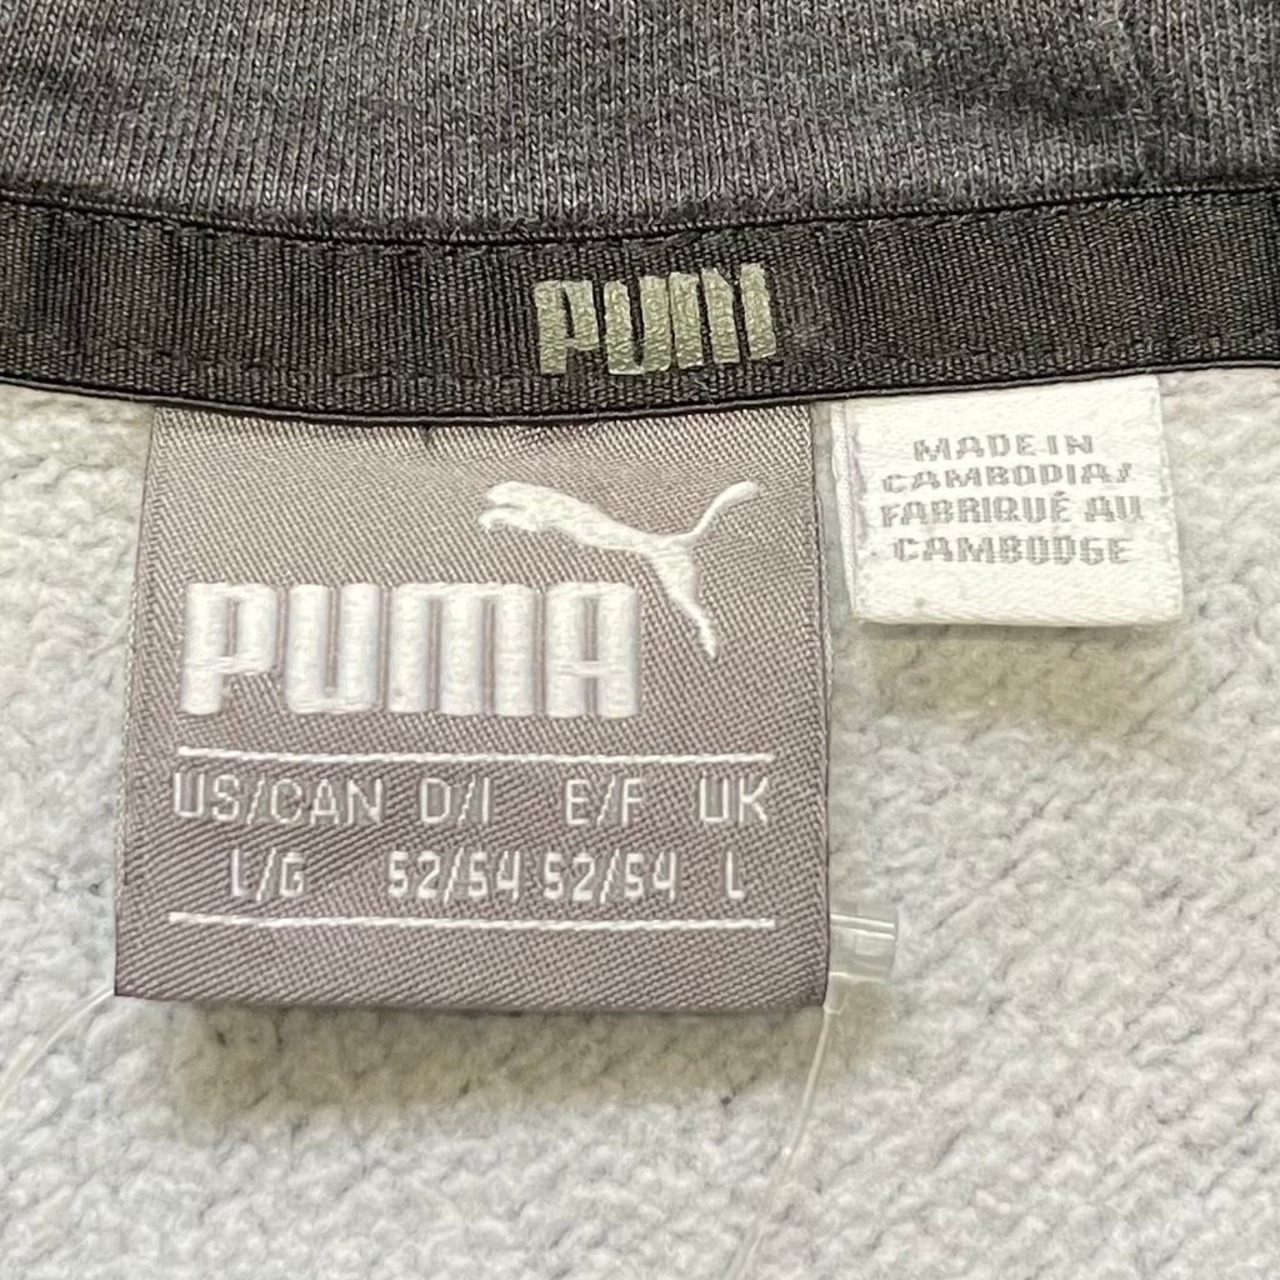 PUM
PUMA
US/CAN D/I E/F UK
L/G 52/54 52/54 L
MADE IN
CAMBODIA/
FABRIQUÉ AU
CAMBODGE